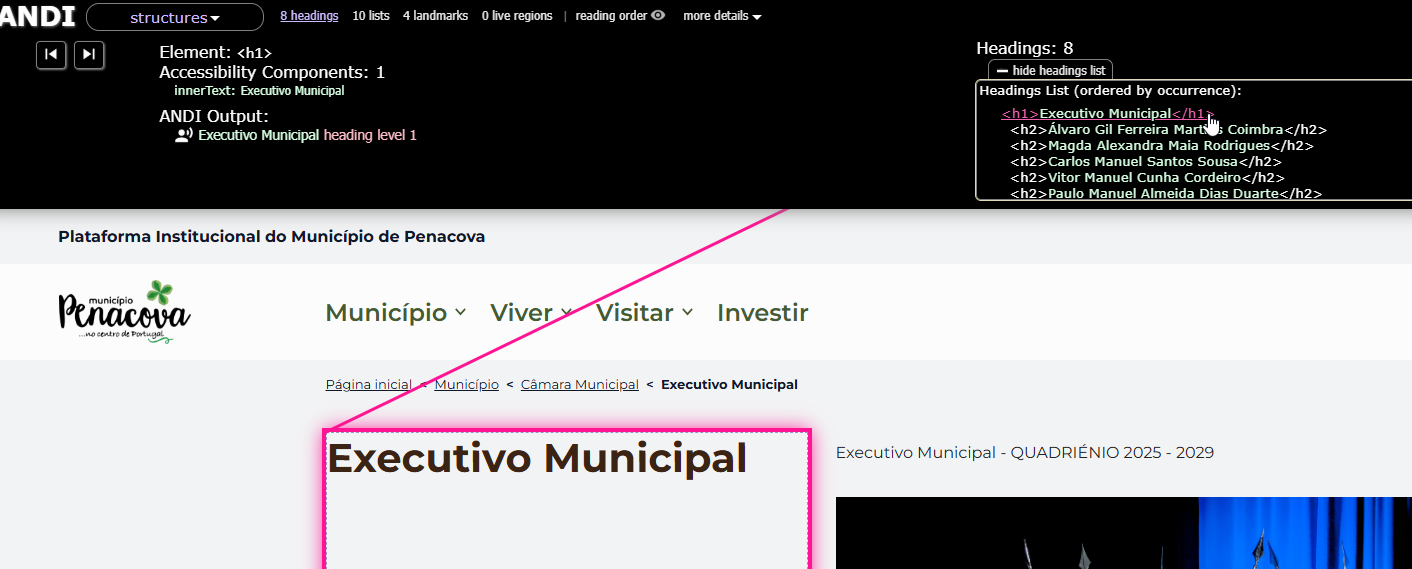 ANDI structures 8 headings 10 lists 4 landmarks 0 live regions | reading order more details
Element: <h1>
Accessibility Components: 1
innerText: Executivo Municipal
ANDI Output:
Executivo Municipal heading level 1
Headings: 8
hide headings list
Headings List (ordered by occurrence):
<h1>Executivo Municipal</h1>
<h2>Álvaro Gil Ferreira Martins Coimbra</h2>
<h2>Magda Alexandra Maia Rodrigues</h2>
<h2>Carlos Manuel Santos Sousa</h2>
<h2>Vitor Manuel Cunha Cordeiro</h2>
<h2>Paulo Manuel Almeida Dias Duarte</h2>
Plataforma Institucional do Município de Penacova
município
Penacova
...no centro de Portugal
Município Viver Visitar Investir
Página inicial < Município < Câmara Municipal < Executivo Municipal
Executivo Municipal
Executivo Municipal - QUADRIÉNIO 2025 - 2029